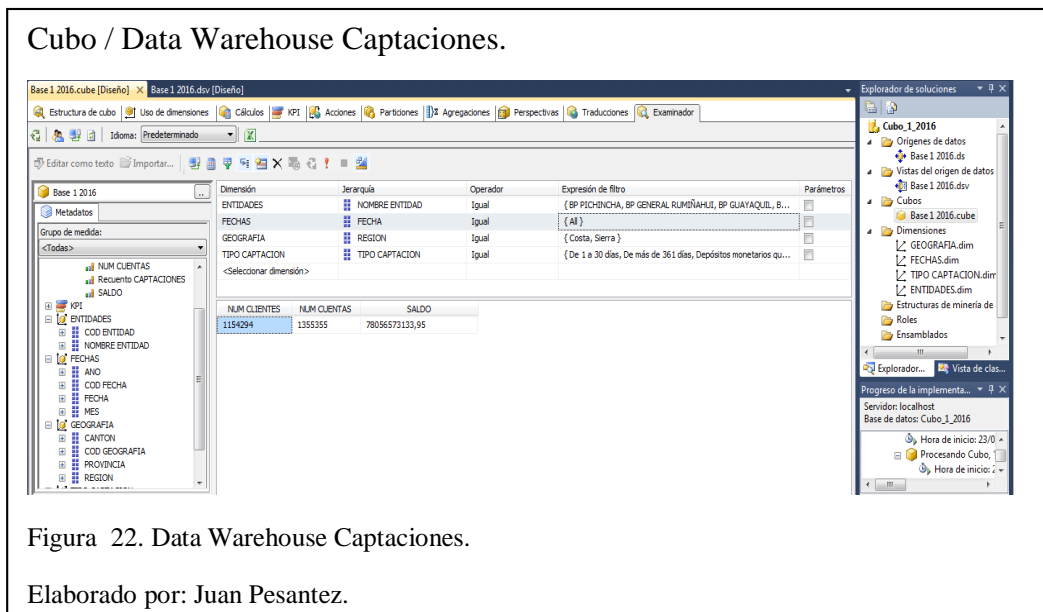 Cubo / Data Warehouse Captaciones.
Base 1 2016.cube [Diseño] Base 1 2016.dsv [Diseño]
Estructura de cubo Uso de dimensiones Cálculos KPI Acciones Particiones Agregaciones Perspectivas Traducciones Examinador
Idioma: Predeterminado
Editar como texto Importar...
Base 1 2016 ..
Metadatos
Grupo de medida:
<Todas>
NUM CUENTAS
Recuento CAPTACIONES
SALDO
KPI
ENTIDADES
COD ENTIDAD
NOMBRE ENTIDAD
FECHAS
ANO
COD FECHA
FECHA
MES
GEOGRAFIA
CANTON
COD GEOGRAFIA
PROVINCIA
REGION
Dimensión Jerarquía Operador Expresión de filtro Parámetros
ENTIDADES NOMBRE ENTIDAD Igual { BP PICHINCHA, BP GENERAL RUMIÑAHUI, BP GUAYAQUIL, B...
FECHAS FECHA Igual { All }
GEOGRAFIA REGION Igual { Costa, Sierra }
TIPO CAPTACION TIPO CAPTACION Igual { De 1 a 30 días, De más de 361 días, Depósitos monetarios qu...
<Seleccionar dimensión>
NUM CLIENTES NUM CUENTAS SALDO
1154294 1355355 78056573133,95
Explorador de soluciones
Cubo_1_2016
Orígenes de datos
Base 1 2016.ds
Vistas del origen de datos
Base 1 2016.dsv
Cubos
Base 1 2016.cube
Dimensiones
GEOGRAFIA.dim
FECHAS.dim
TIPO CAPTACION.dim
ENTIDADES.dim
Estructuras de minería de
Roles
Ensamblados
Explorador... Vista de clas...
Progreso de la implementa...
Servidor: localhost
Base de datos: Cubo_1_2016
Hora de inicio: 23/0
Procesando Cubo,
Hora de inicio: 2
Figura 22. Data Warehouse Captaciones.
Elaborado por: Juan Pesantez.